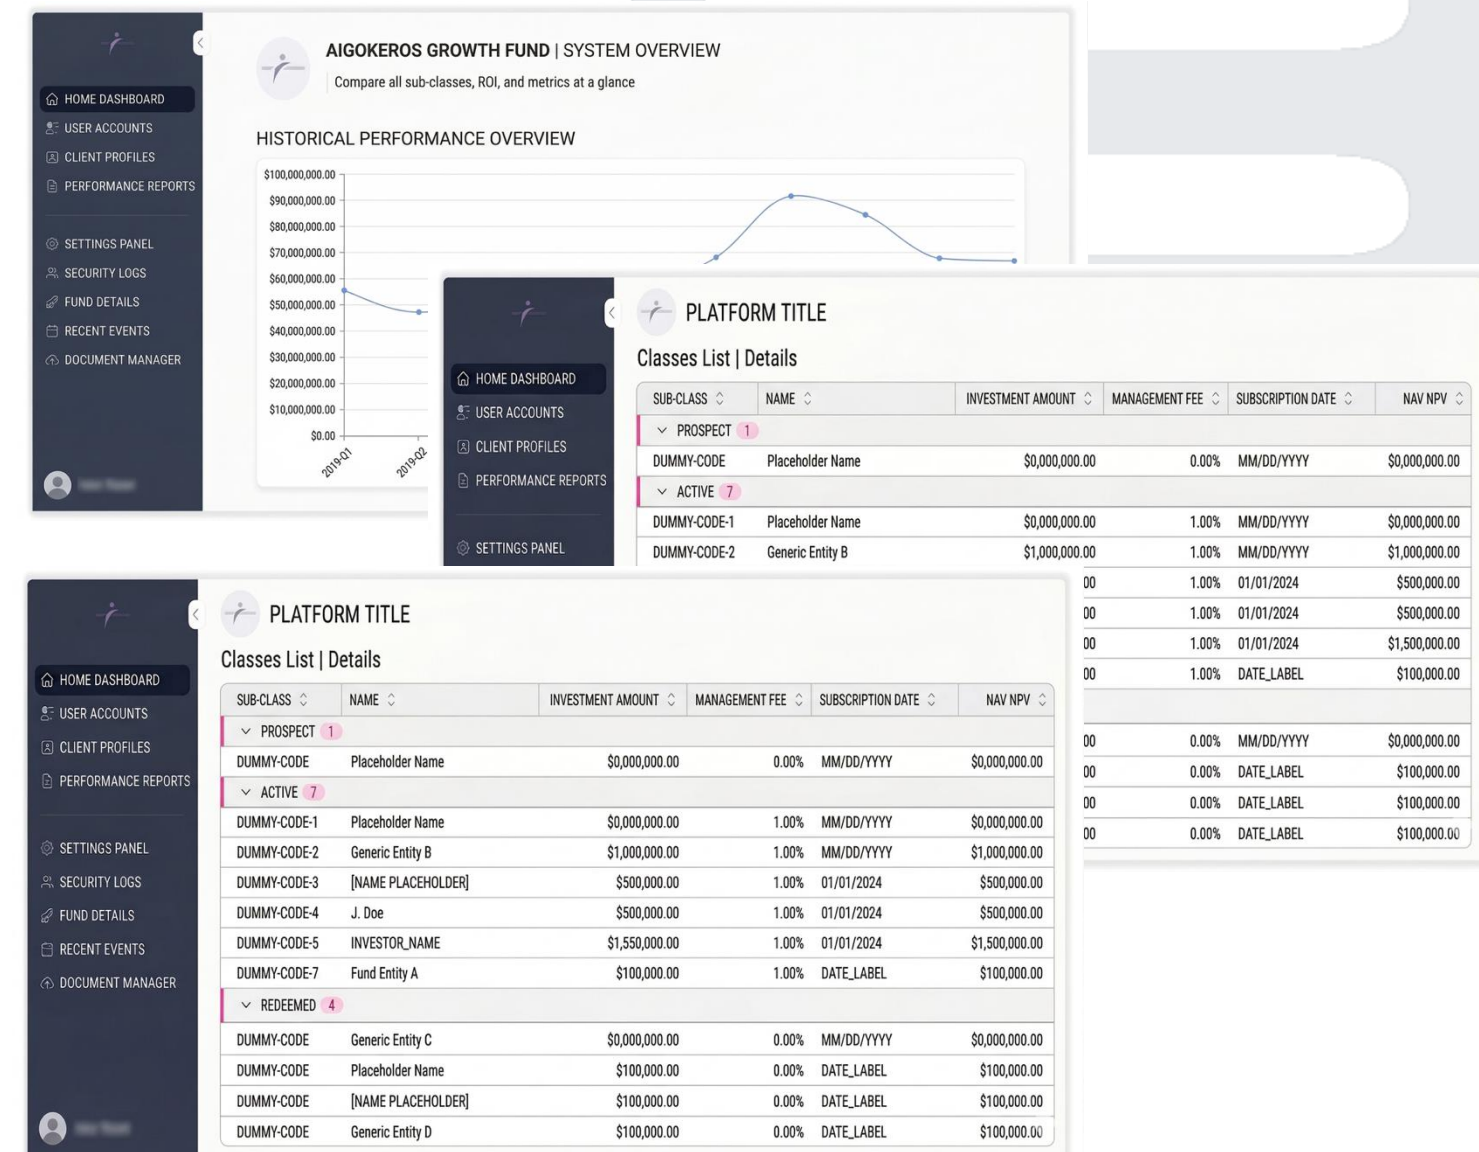 AIGOKEROS GROWTH FUND | SYSTEM OVERVIEW
Compare all sub-classes, ROI, and metrics at a glance
HOME DASHBOARD
USER ACCOUNTS
CLIENT PROFILES
PERFORMANCE REPORTS
SETTINGS PANEL
SECURITY LOGS
FUND DETAILS
RECENT EVENTS
DOCUMENT MANAGER
HISTORICAL PERFORMANCE OVERVIEW
$100,000,000.00
$90,000,000.00
$80,000,000.00
$70,000,000.00
$60,000,000.00
$50,000,000.00
$40,000,000.00
$30,000,000.00
$20,000,000.00
$10,000,000.00
$0.00
2019-Q1
2019-Q2
HOME DASHBOARD
USER ACCOUNTS
CLIENT PROFILES
PERFORMANCE REPORTS
SETTINGS PANEL
PLATFORM TITLE
Classes List | Details
SUB-CLASS NAME INVESTMENT AMOUNT MANAGEMENT FEE SUBSCRIPTION DATE NAV NPV
PROSPECT 1
DUMMY-CODE Placeholder Name $0,000,000.00 0.00% MM/DD/YYYY $0,000,000.00
ACTIVE 7
DUMMY-CODE-1 Placeholder Name $0,000,000.00 1.00% MM/DD/YYYY $0,000,000.00
DUMMY-CODE-2 Generic Entity B $1,000,000.00 1.00% MM/DD/YYYY $1,000,000.00
00 1.00% 01/01/2024 $500,000.00
00 1.00% 01/01/2024 $500,000.00
00 1.00% 01/01/2024 $1,500,000.00
00 1.00% DATE_LABEL $100,000.00
00 0.00% MM/DD/YYYY $0,000,000.00
00 0.00% DATE_LABEL $100,000.00
00 0.00% DATE_LABEL $100,000.00
00 0.00% DATE_LABEL $100,000.00
HOME DASHBOARD
USER ACCOUNTS
CLIENT PROFILES
PERFORMANCE REPORTS
SETTINGS PANEL
SECURITY LOGS
FUND DETAILS
RECENT EVENTS
DOCUMENT MANAGER
PLATFORM TITLE
Classes List | Details
SUB-CLASS NAME INVESTMENT AMOUNT MANAGEMENT FEE SUBSCRIPTION DATE NAV NPV
PROSPECT 1
DUMMY-CODE Placeholder Name $0,000,000.00 0.00% MM/DD/YYYY $0,000,000.00
ACTIVE 7
DUMMY-CODE-1 Placeholder Name $0,000,000.00 1.00% MM/DD/YYYY $0,000,000.00
DUMMY-CODE-2 Generic Entity B $1,000,000.00 1.00% MM/DD/YYYY $1,000,000.00
DUMMY-CODE-3 [NAME PLACEHOLDER] $500,000.00 1.00% 01/01/2024 $500,000.00
DUMMY-CODE-4 J. Doe $500,000.00 1.00% 01/01/2024 $500,000.00
DUMMY-CODE-5 INVESTOR_NAME $1,550,000.00 1.00% 01/01/2024 $1,500,000.00
DUMMY-CODE-7 Fund Entity A $100,000.00 1.00% DATE_LABEL $100,000.00
REDEEMED 4
DUMMY-CODE Generic Entity C $0,000,000.00 0.00% MM/DD/YYYY $0,000,000.00
DUMMY-CODE Placeholder Name $100,000.00 0.00% DATE_LABEL $100,000.00
DUMMY-CODE [NAME PLACEHOLDER] $100,000.00 0.00% DATE_LABEL $100,000.00
DUMMY-CODE Generic Entity D $100,000.00 0.00% DATE_LABEL $100,000.00